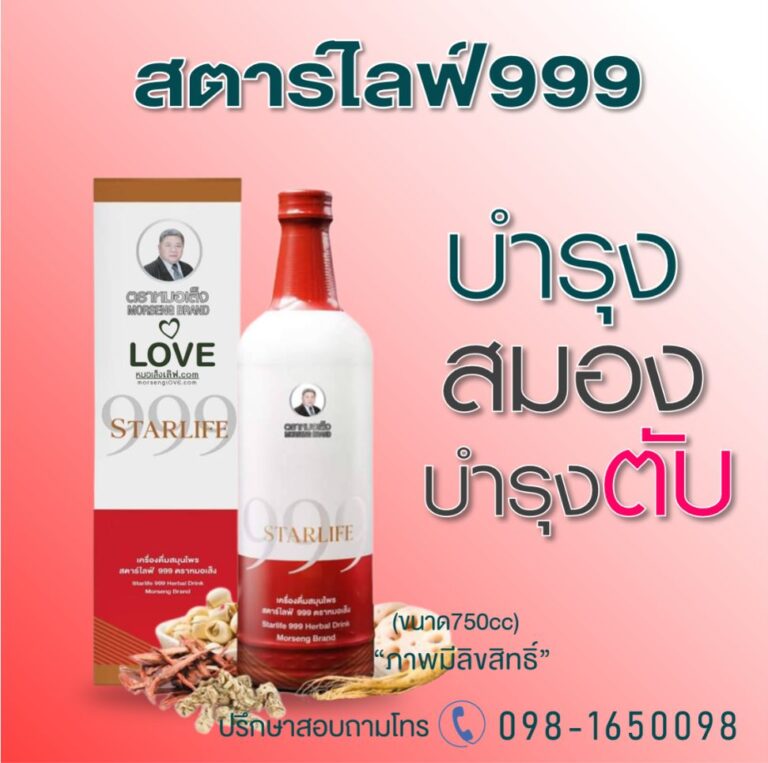 สตาร์ไลฟ์999
บำรุง
สมอง
บำรุงตับ
ตราหมอเส็ง
MORSENG BRAND
LOVE
หมอเส็งเลิฟ.com
morsenglOVE.com
999
STARLIFE
เครื่องดื่มสมุนไพร
สตาร์ไลฟ์ 999 ตราหมอเส็ง
Starlife 999 Herbal Drink
Morseng Brand
ตราหมอเส็ง
MORSENG BRAND
999
STARLIFE
เครื่องดื่มสมุนไพร
สตาร์ไลฟ์ 999 ตราหมอเส็ง
Starlife 999 Herbal Drink
Morseng Brand
(ขนาด750cc)
“ภาพมีลิขสิทธิ์”
ปรึกษาสอบถามโทร 098-1650098